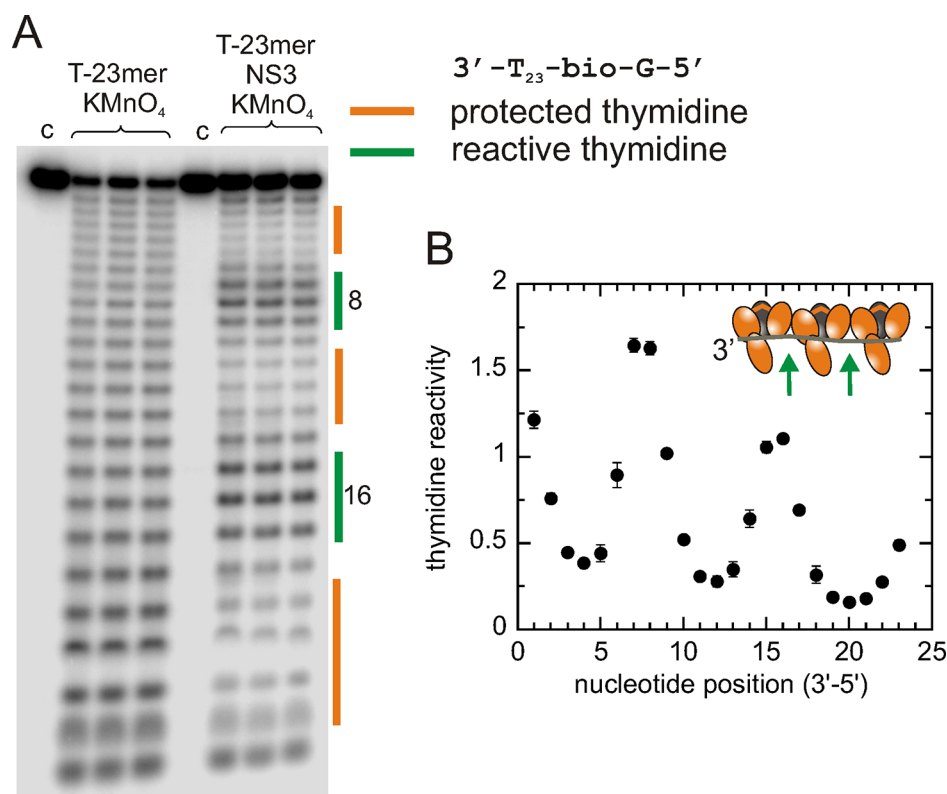 A
T-23mer
KMnO₄
T-23mer
NS3
KMnO₄
c
c
3′-T₂₃-bio-G-5′
protected thymidine
reactive thymidine
8
16
B
2
1.5
1
0.5
0
thymidine reactivity
3′
0 5 10 15 20 25
nucleotide position (3'-5')